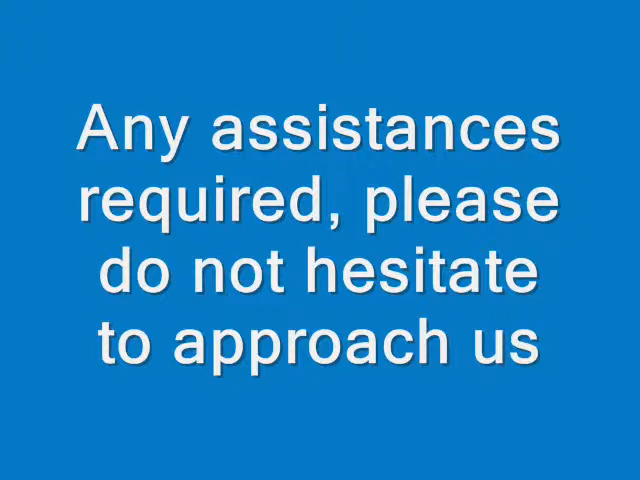 Any assistances
required, please
do not hesitate
to approach us